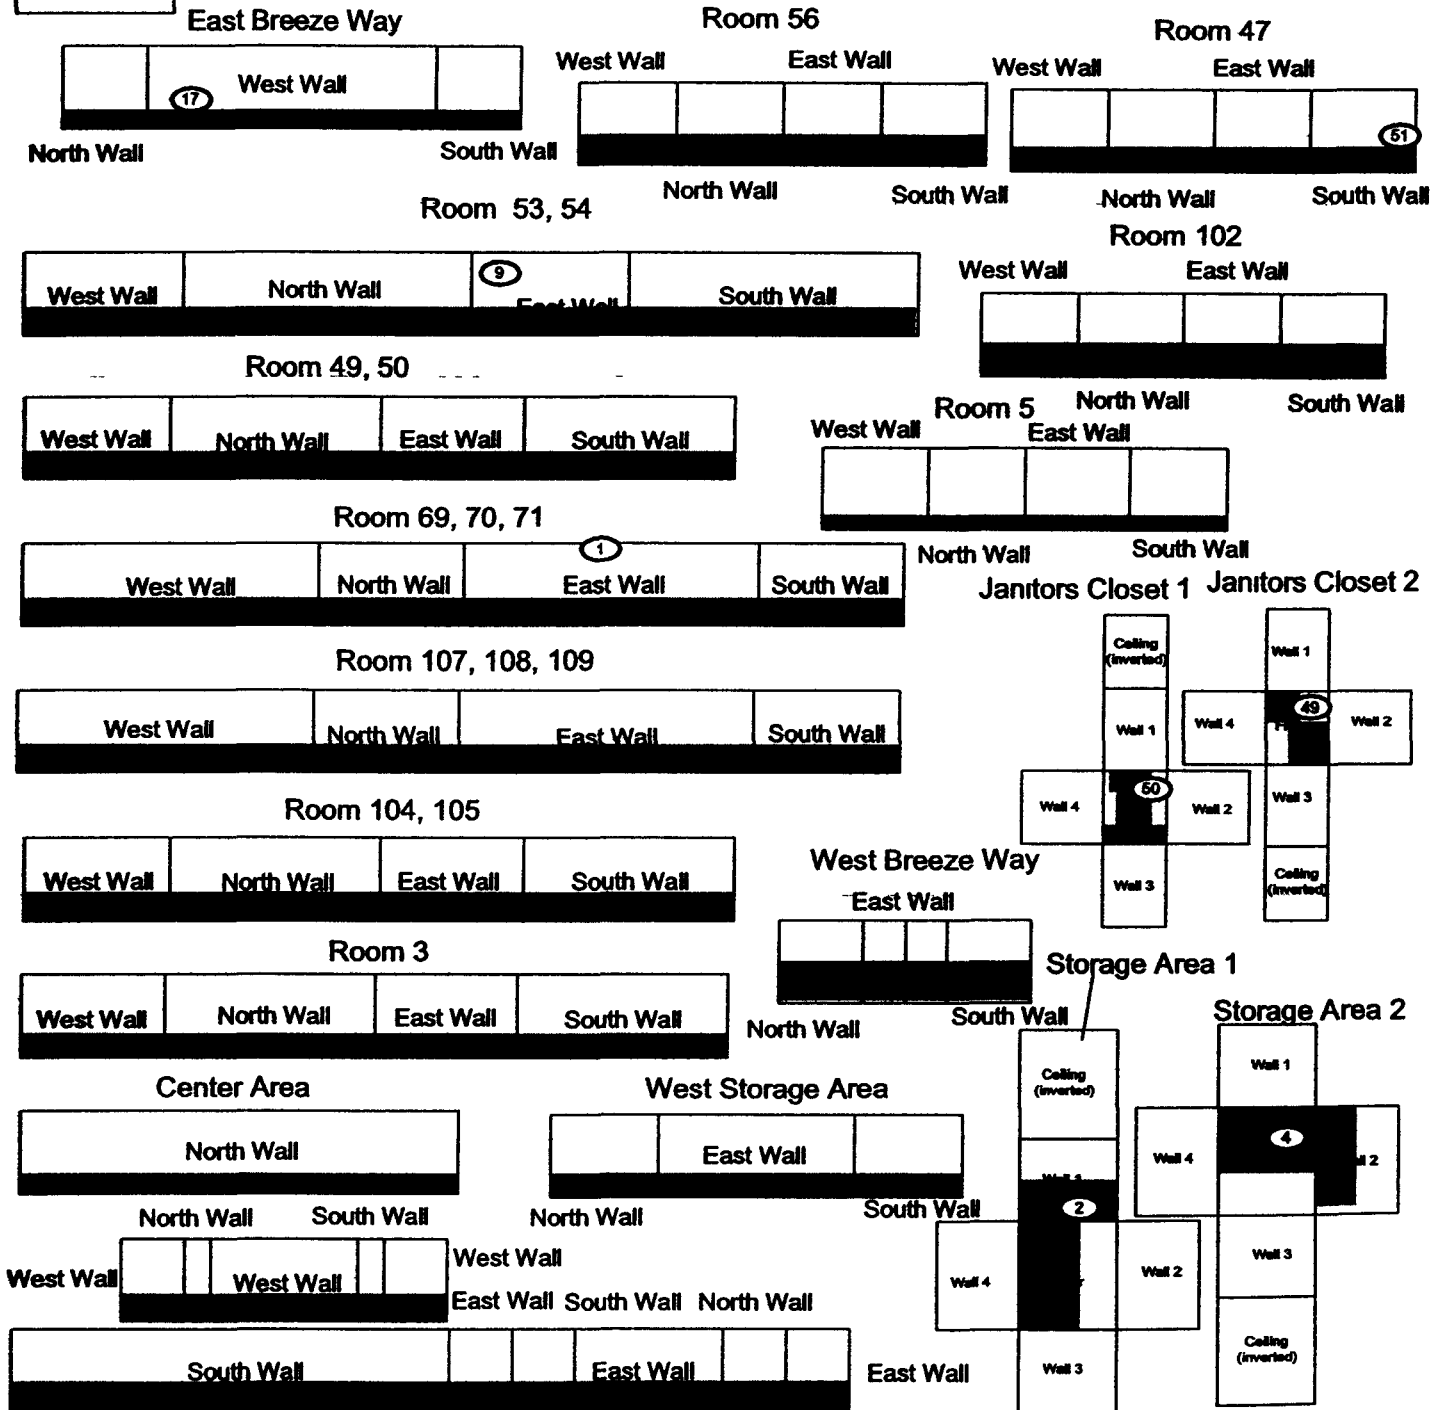 East Breeze Way
West Wall
17
North Wall
South Wall
Room 56
West Wall
East Wall
North Wall
South Wall
Room 47
West Wall
East Wall
51
North Wall
South Wall
Room 53, 54
West Wall
North Wall
9
East Wall
South Wall
Room 102
West Wall
East Wall
North Wall
South Wall
Room 49, 50
West Wall
North Wall
East Wall
South Wall
Room 5
West Wall
East Wall
North Wall
South Wall
Room 69, 70, 71
1
West Wall
North Wall
East Wall
South Wall
Janitors Closet 1
Ceiling
(inverted)
Wall 1
50
Wall 4
Wall 2
Wall 3
Janitors Closet 2
Wall 1
49
Wall 4
Wall 2
Wall 3
Ceiling
(inverted)
Room 107, 108, 109
West Wall
North Wall
East Wall
South Wall
Room 104, 105
West Wall
North Wall
East Wall
South Wall
West Breeze Way
East Wall
North Wall
South Wall
Room 3
West Wall
North Wall
East Wall
South Wall
Storage Area 1
Ceiling
(inverted)
Wall 1
2
Wall 4
Wall 2
Wall 3
Storage Area 2
Wall 1
4
Wall 4
Wall 3
Ceiling
(inverted)
Center Area
North Wall
West Storage Area
East Wall
North Wall
South Wall
North Wall
South Wall
West Wall
West Wall
West Wall
East Wall South Wall North Wall
South Wall
East Wall
East Wall